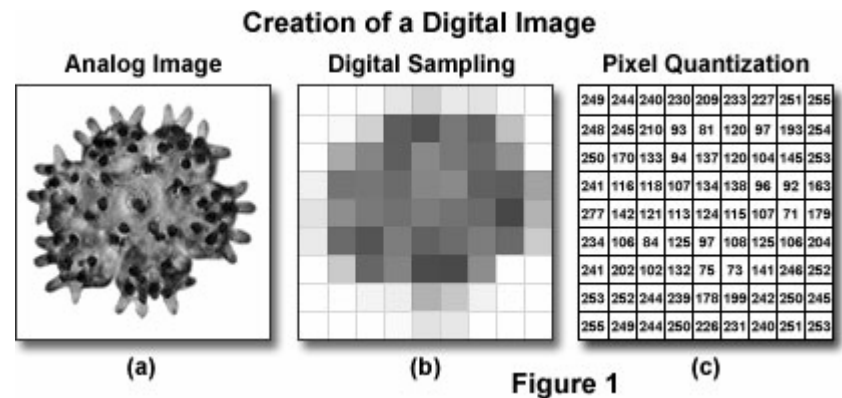 Creation of a Digital Image
Analog Image Digital Sampling Pixel Quantization
249 244 240 230 209 233 227 251 255
248 245 210 93 81 120 97 193 254
250 170 133 94 137 120 104 145 253
241 116 118 107 134 138 96 92 163
277 142 121 113 124 115 107 71 179
234 106 84 125 97 108 125 106 204
241 202 102 132 75 73 141 246 252
253 252 244 239 178 199 242 250 245
255 249 244 250 226 231 240 251 253
(a) (b) (c)
Figure 1